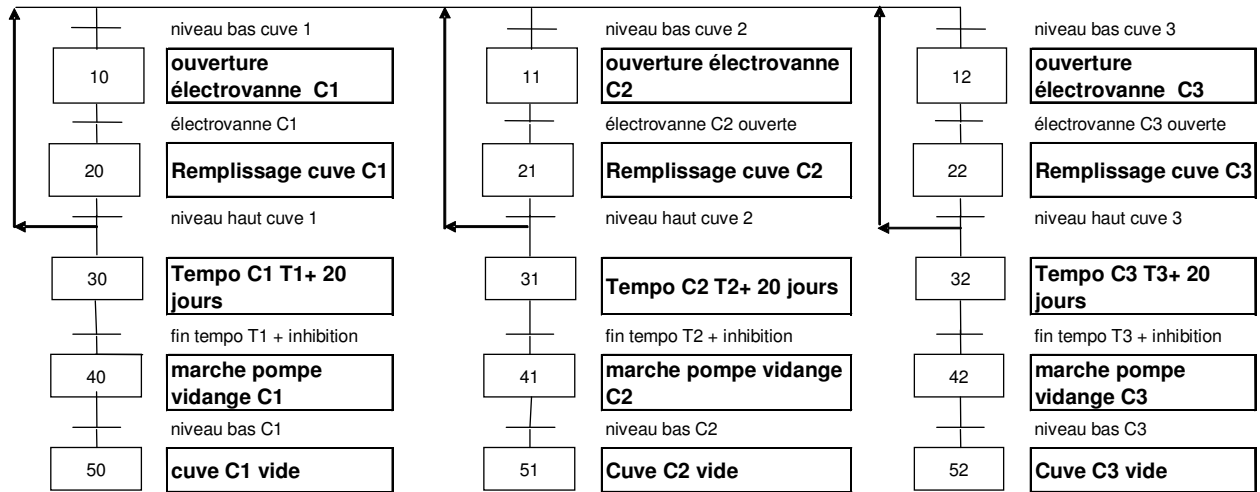 niveau bas cuve 1
10
ouverture
électrovanne C1
électrovanne C1
20
Remplissage cuve C1
niveau haut cuve 1
30
Tempo C1 T1+ 20
jours
fin tempo T1 + inhibition
40
marche pompe
vidange C1
niveau bas C1
50
cuve C1 vide
niveau bas cuve 2
11
ouverture électrovanne
C2
électrovanne C2 ouverte
21
Remplissage cuve C2
niveau haut cuve 2
31
Tempo C2 T2+ 20 jours
fin tempo T2 + inhibition
41
marche pompe vidange
C2
niveau bas C2
51
Cuve C2 vide
niveau bas cuve 3
12
ouverture
électrovanne C3
électrovanne C3 ouverte
22
Remplissage cuve C3
niveau haut cuve 3
32
Tempo C3 T3+ 20
jours
fin tempo T3 + inhibition
42
marche pompe
vidange C3
niveau bas C3
52
Cuve C3 vide